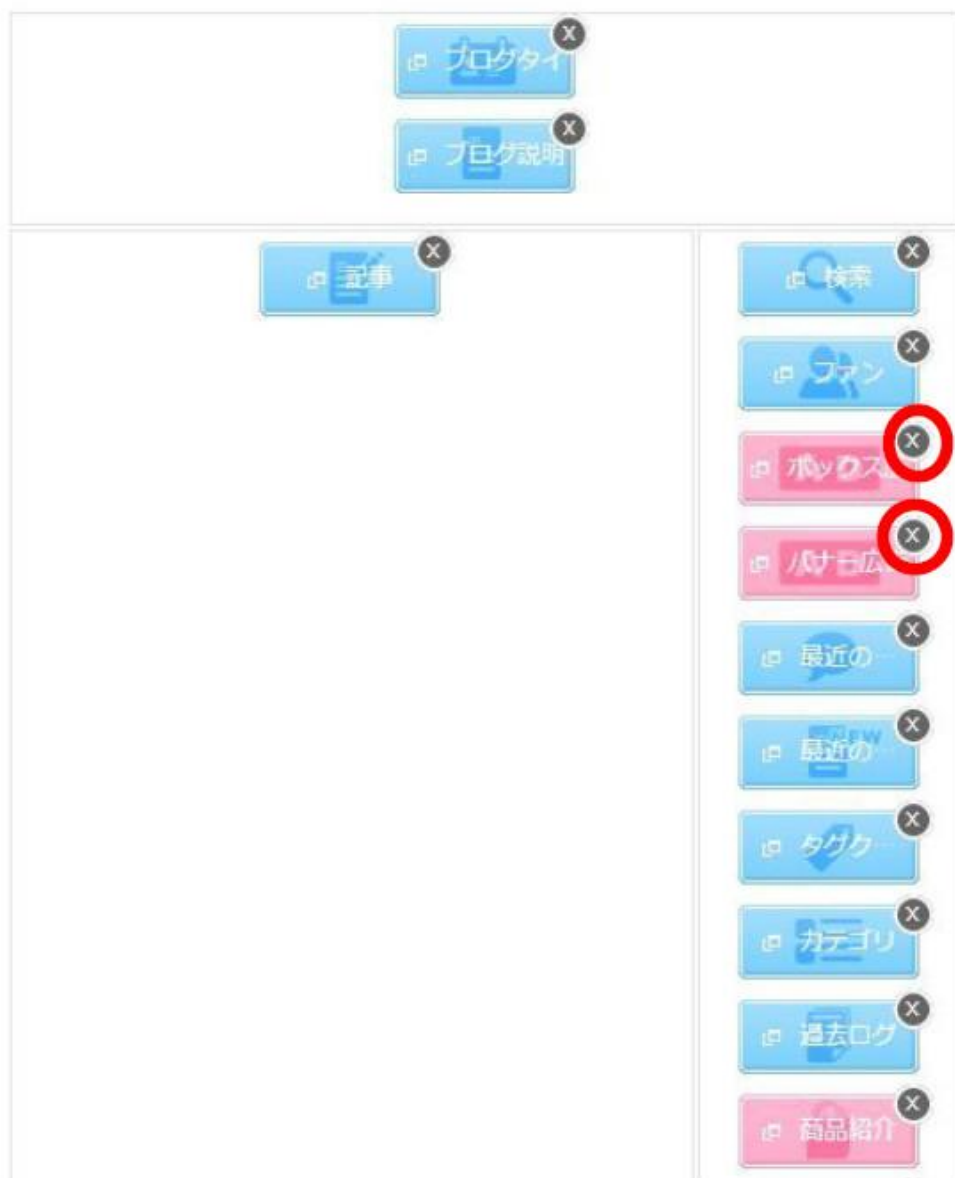 ブログタイ
ブログ説明
記事
検索
ファン
ボックス
バナー広
最近の…
最近の…
NEW
タグク…
カテゴリ
過去ログ
商品紹介